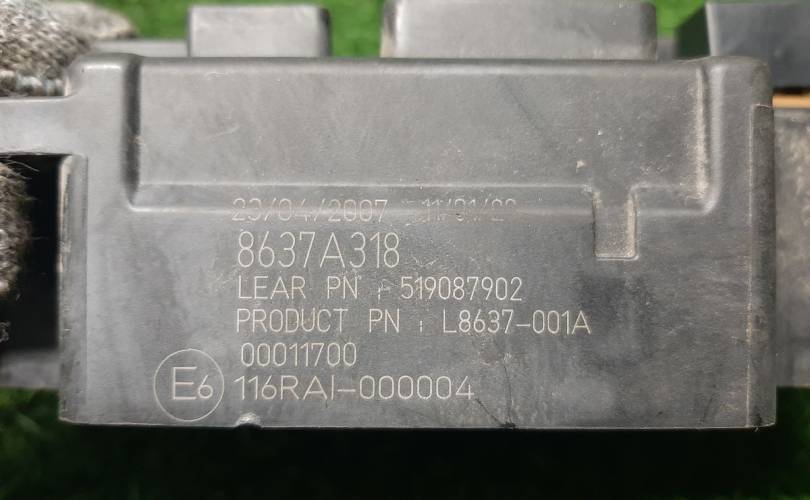 23/04/2007
8637A318
LEAR PN : 519087902
PRODUCT PN : L8637-001A
00011700
E6 116RAI-000004